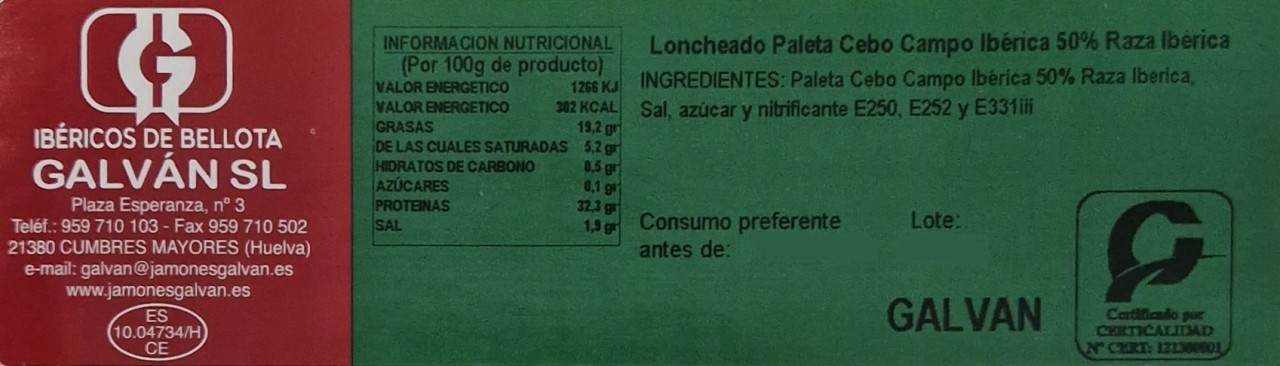 G
IBÉRICOS DE BELLOTA
GALVÁN SL
Plaza Esperanza, nº 3
Teléf.: 959 710 103 - Fax 959 710 502
21380 CUMBRES MAYORES (Huelva)
e-mail: galvan@jamonesgalvan.es
www.jamonesgalvan.es
ES
10.04734/H
CE
INFORMACION NUTRICIONAL
(Por 100g de producto)
VALOR ENERGETICO 1266 KJ
VALOR ENERGETICO 302 KCAL
GRASAS 19,2 gr
DE LAS CUALES SATURADAS 5,2 gr
HIDRATOS DE CARBONO 0,5 gr
AZÚCARES 0,1 gr
PROTEINAS 32,3 gr
SAL 1,9 gr
Loncheado Paleta Cebo Campo Ibérica 50% Raza Ibérica
INGREDIENTES: Paleta Cebo Campo Ibérica 50% Raza Iberica,
Sal, azúcar y nitrificante E250, E252 y E331iii
Consumo preferente
antes de:
Lote:
GALVAN
Certificado por
CERTICALIDAD
Nº CERT: